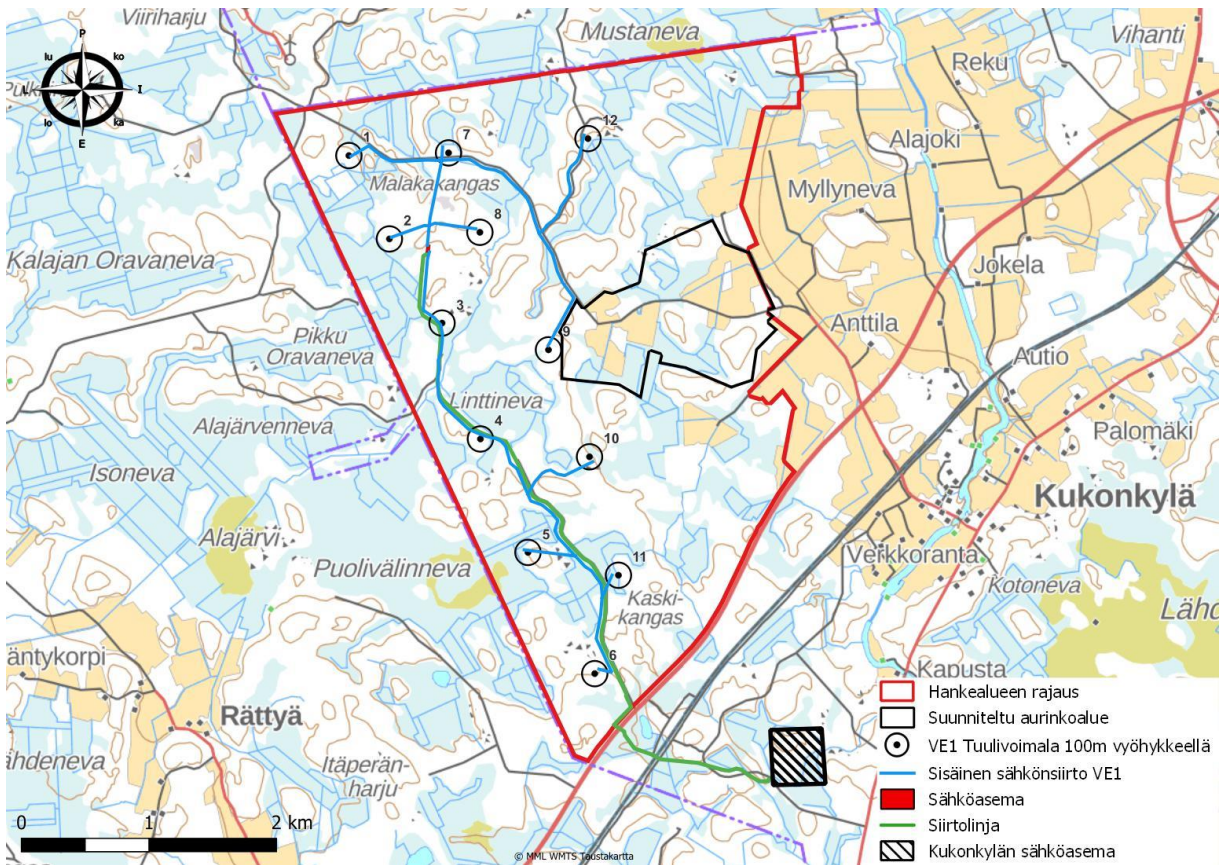 Viiriharju
Mustaneva
Vihanti
Reku
P
lu
ko
I
lo
ka
E
Alajoki
1
7
12
Malakakangas
Myllyneva
2
8
Kalajan Oravaneva
Jokela
3
Pikku
Oravaneva
9
Anttila
Autio
Linttineva
Alajärvenneva
4
10
Palomäki
Isoneva
Kukonkylä
Alajärvi
Puolivälinneva
5
11
Verkkoranta
Kotoneva
Kaski-
kangas
Lähd
6
Kapusta
äntykorpi
Rättyä
ähdeneva
Itäperän-
harju
Hankealueen rajaus
Suunniteltu aurinkoalue
VE1 Tuulivoimala 100m vyöhykkeellä
Sisäinen sähkönsiirto VE1
Sähköasema
Siirtolinja
Kukonkylän sähköasema
0 1 2 km
© MML WMTS Taustakartta